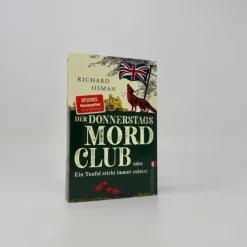 RICHARD
OSMAN
DER DONNERSTAGS
MORD
CLUB
oder
Ein Teufel stirbt immer zuletzt